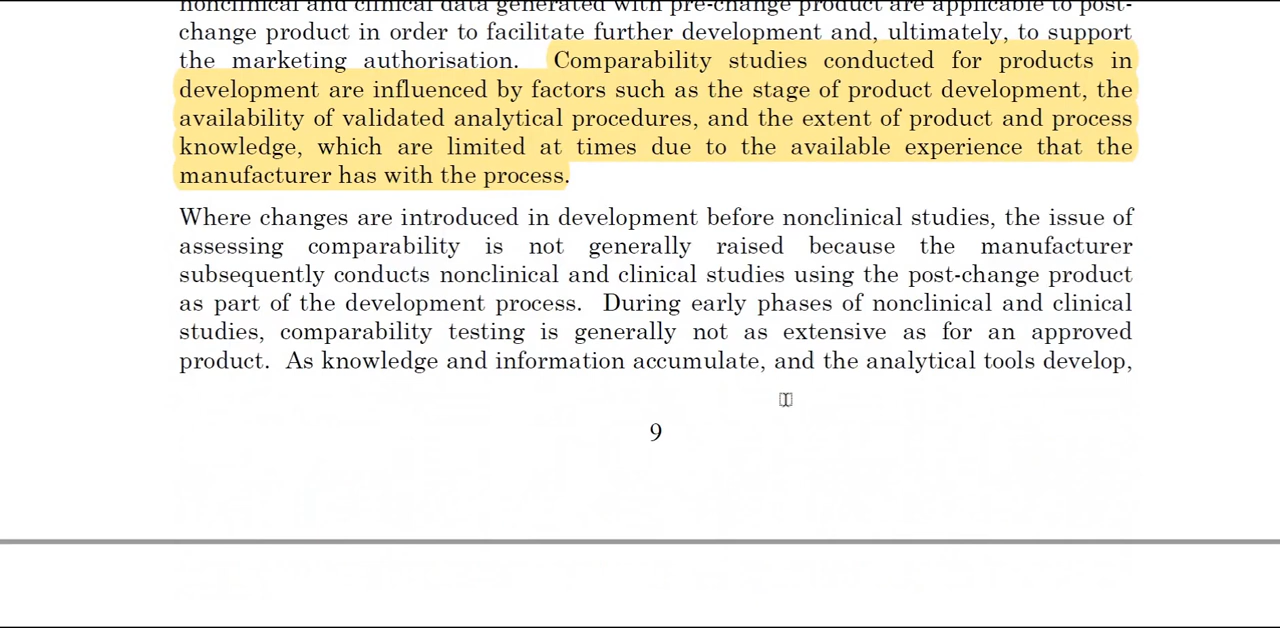 nonclinical and clinical data generated with pre-change product are applicable to post-
change product in order to facilitate further development and, ultimately, to support
the marketing authorisation. Comparability studies conducted for products in
development are influenced by factors such as the stage of product development, the
availability of validated analytical procedures, and the extent of product and process
knowledge, which are limited at times due to the available experience that the
manufacturer has with the process.
Where changes are introduced in development before nonclinical studies, the issue of
assessing comparability is not generally raised because the manufacturer
subsequently conducts nonclinical and clinical studies using the post-change product
as part of the development process. During early phases of nonclinical and clinical
studies, comparability testing is generally not as extensive as for an approved
product. As knowledge and information accumulate, and the analytical tools develop,
9